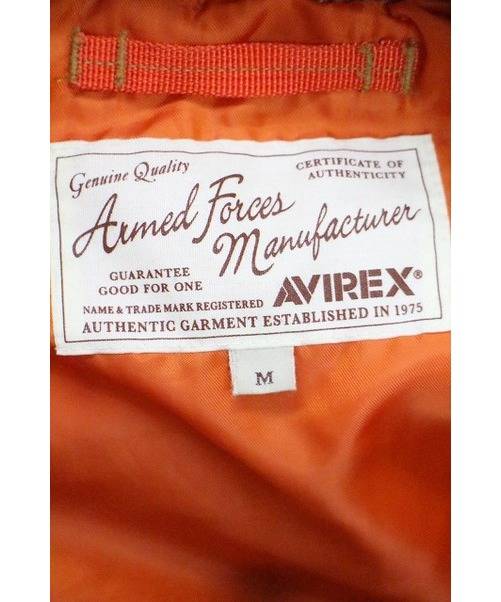 Genuine Quality
CERTIFICATE OF
AUTHENTICITY
Armed Forces
Manufacturer
GUARANTEE
GOOD FOR ONE
AVIREX®
NAME & TRADE MARK REGISTERED
AUTHENTIC GARMENT ESTABLISHED IN 1975
M